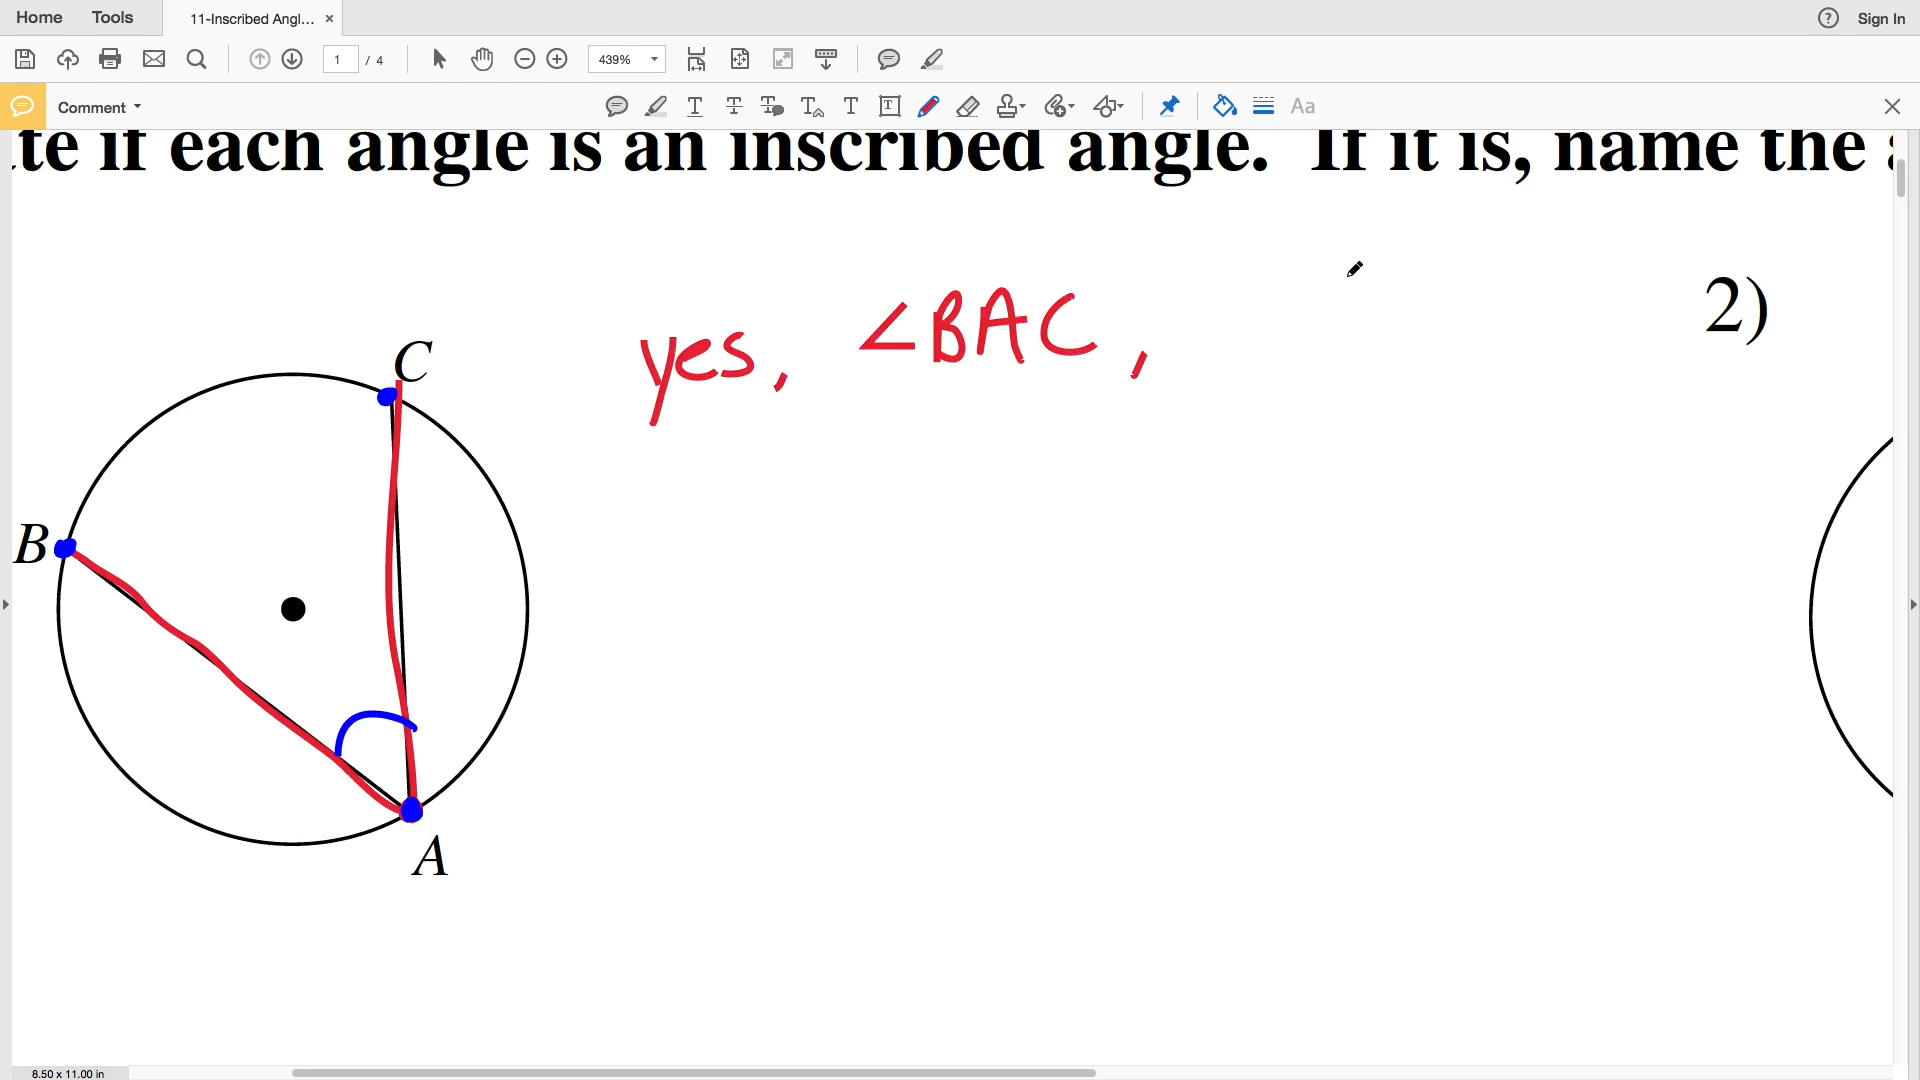 Home Tools 11-Inscribed Angl... × ? Sign In
1 / 4 439%
Comment T T T T T T Aa
te if each angle is an inscribed angle. If it is, name the
yes, ∠BAC,
2)
C
B
A
8.50 x 11.00 in